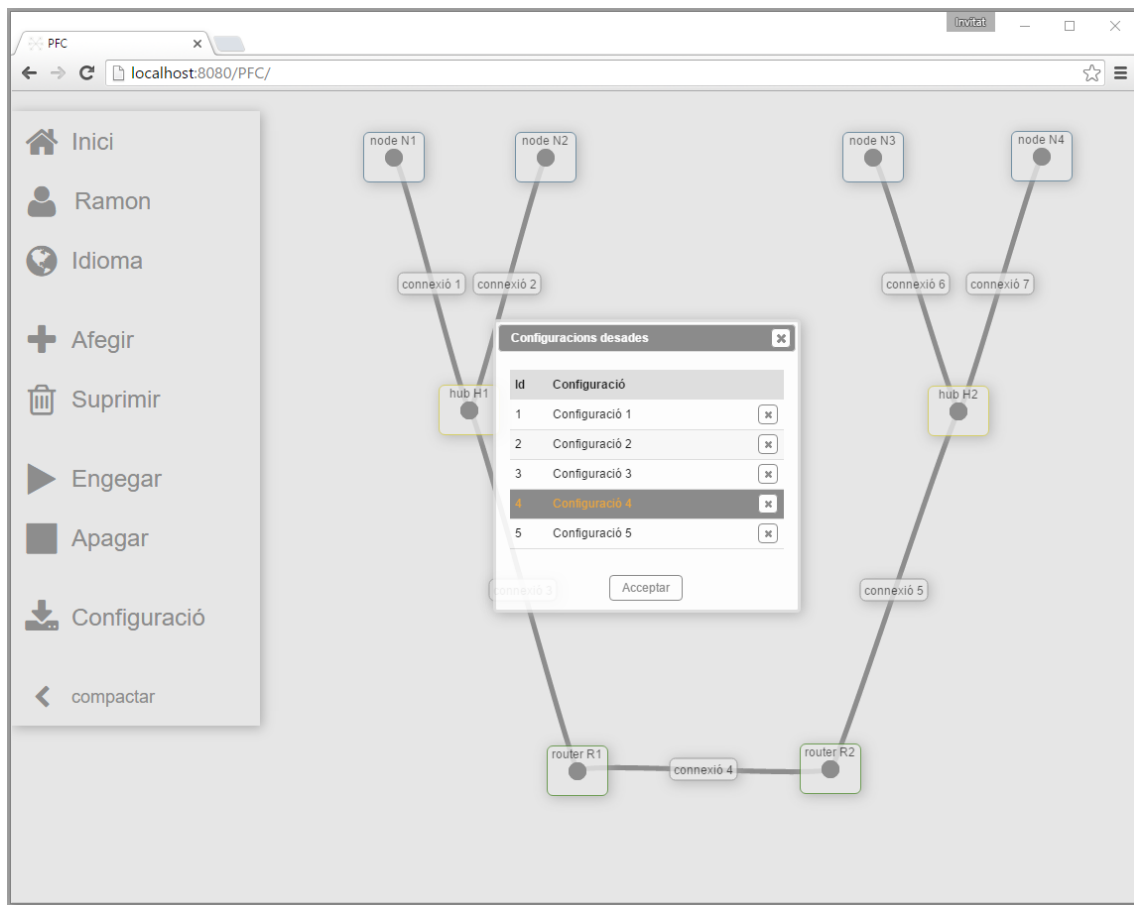 Invitat
PFC
localhost:8080/PFC/
Inici
Ramon
Idioma
Afegir
Suprimir
Engegar
Apagar
Configuració
compactar
node N1
node N2
node N3
node N4
connexió 1
connexió 2
connexió 6
connexió 7
hub H1
hub H2
Configuracions desades
Id Configuració
1 Configuració 1
2 Configuració 2
3 Configuració 3
4 Configuració 4
5 Configuració 5
Acceptar
connexió 3
connexió 5
router R1
connexió 4
router R2